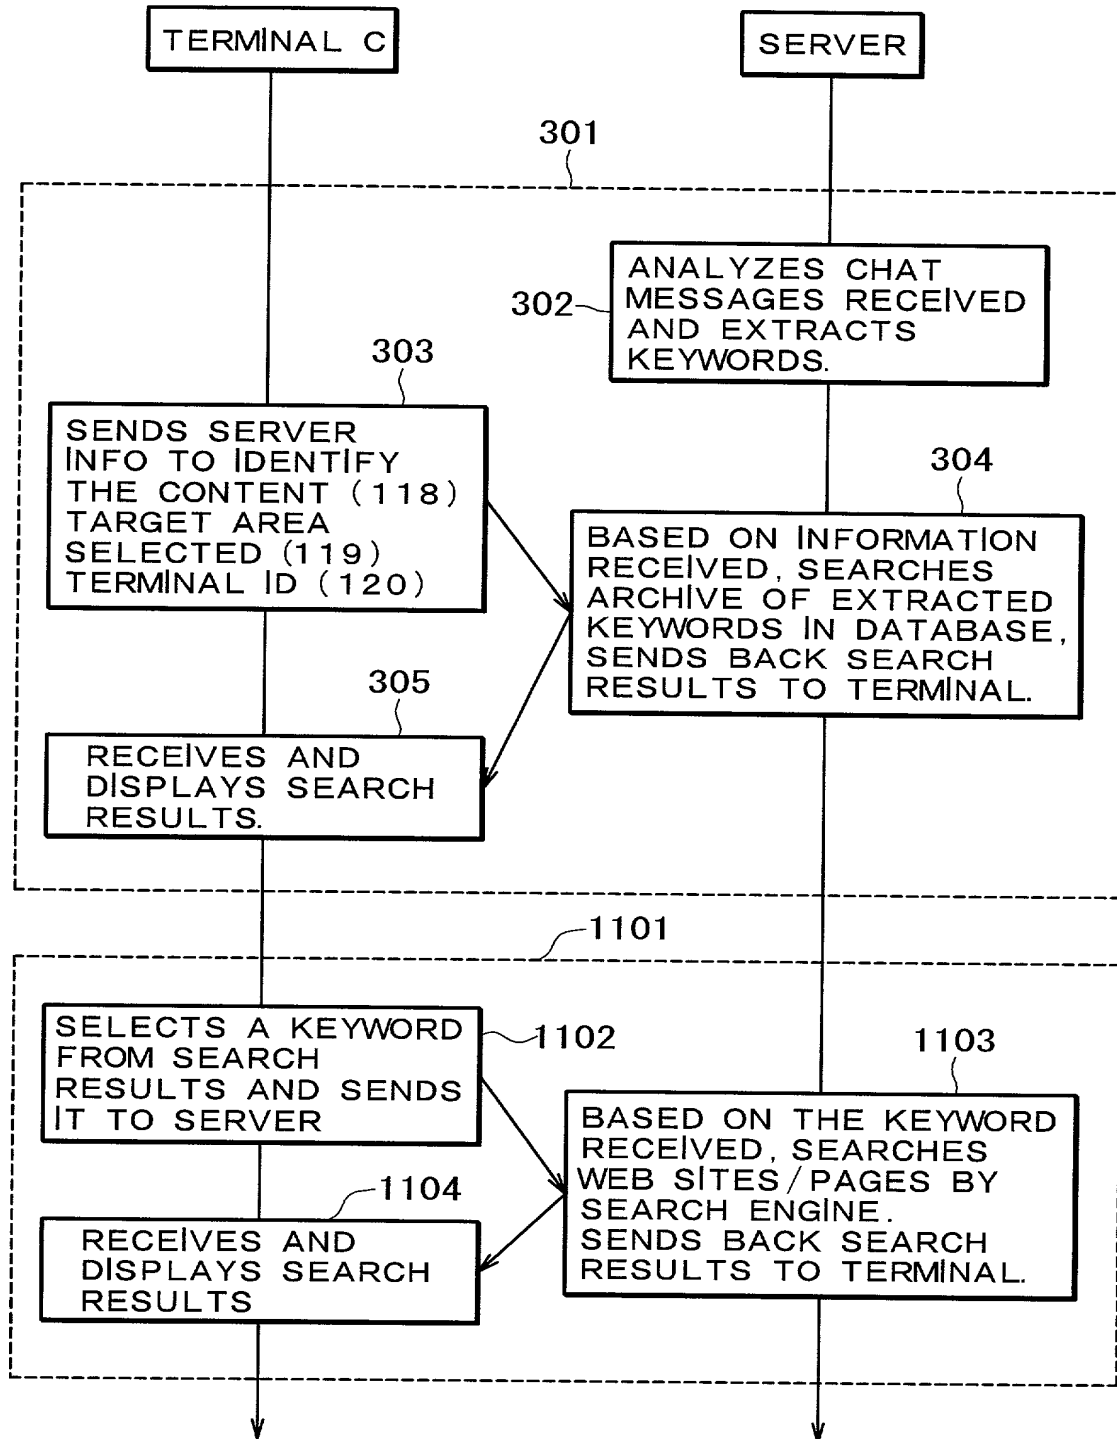 TERMINAL C
SERVER
301
302
ANALYZES CHAT
MESSAGES RECEIVED
AND EXTRACTS
KEYWORDS.
303
SENDS SERVER
INFO TO IDENTIFY
THE CONTENT (118)
TARGET AREA
SELECTED (119)
TERMINAL ID (120)
304
BASED ON INFORMATION
RECEIVED, SEARCHES
ARCHIVE OF EXTRACTED
KEYWORDS IN DATABASE,
SENDS BACK SEARCH
RESULTS TO TERMINAL.
305
RECEIVES AND
DISPLAYS SEARCH
RESULTS.
1101
SELECTS A KEYWORD
FROM SEARCH
RESULTS AND SENDS
IT TO SERVER
1102
1103
BASED ON THE KEYWORD
RECEIVED, SEARCHES
WEB SITES/PAGES BY
SEARCH ENGINE.
SENDS BACK SEARCH
RESULTS TO TERMINAL.
1104
RECEIVES AND
DISPLAYS SEARCH
RESULTS